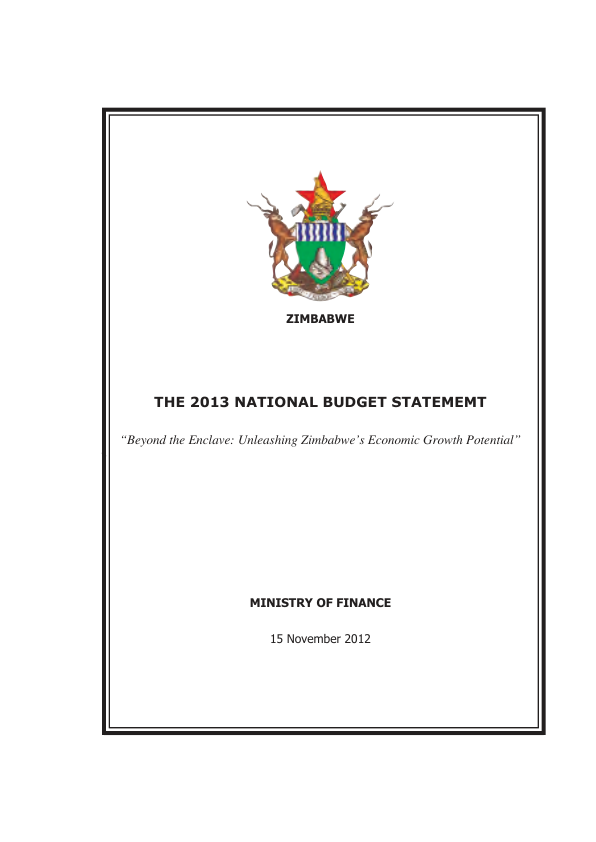 ZIMBABWE
THE 2013 NATIONAL BUDGET STATEMEMT
“Beyond the Enclave: Unleashing Zimbabwe’s Economic Growth Potential”
MINISTRY OF FINANCE
15 November 2012